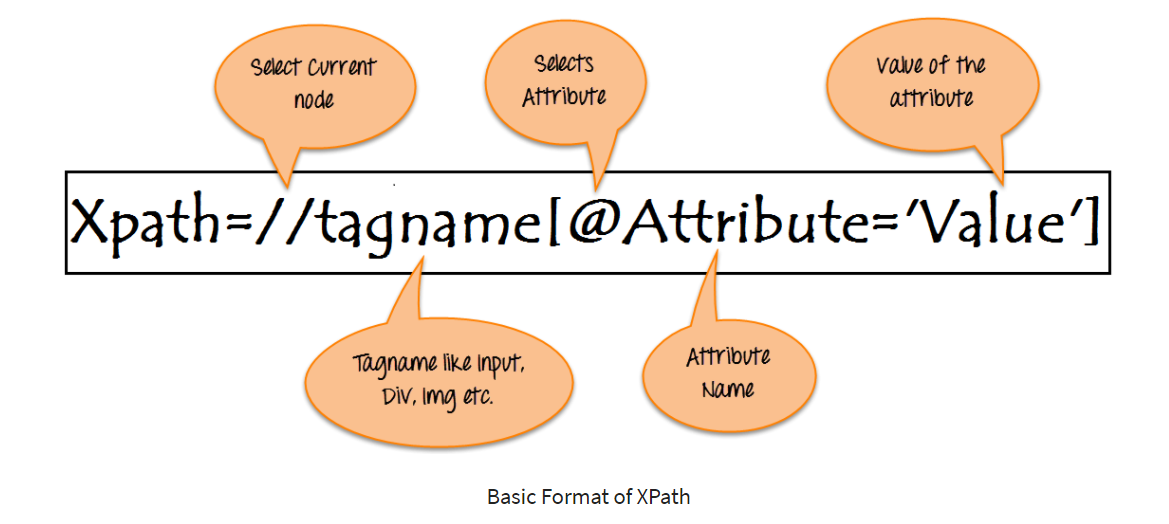 Select Current
node
Selects
Attribute
Value of the
attribute
Xpath=//tagname[@Attribute='Value']
Tagname like Input,
Div, Img etc.
Attribute
Name
Basic Format of XPath